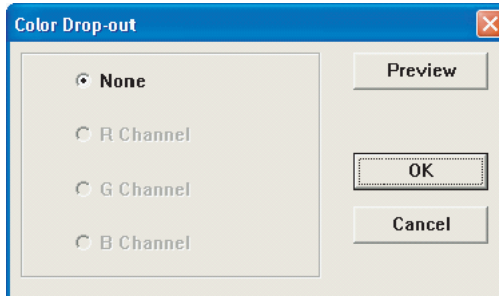 Color Drop-out
None
R Channel
G Channel
B Channel
Preview
OK
Cancel